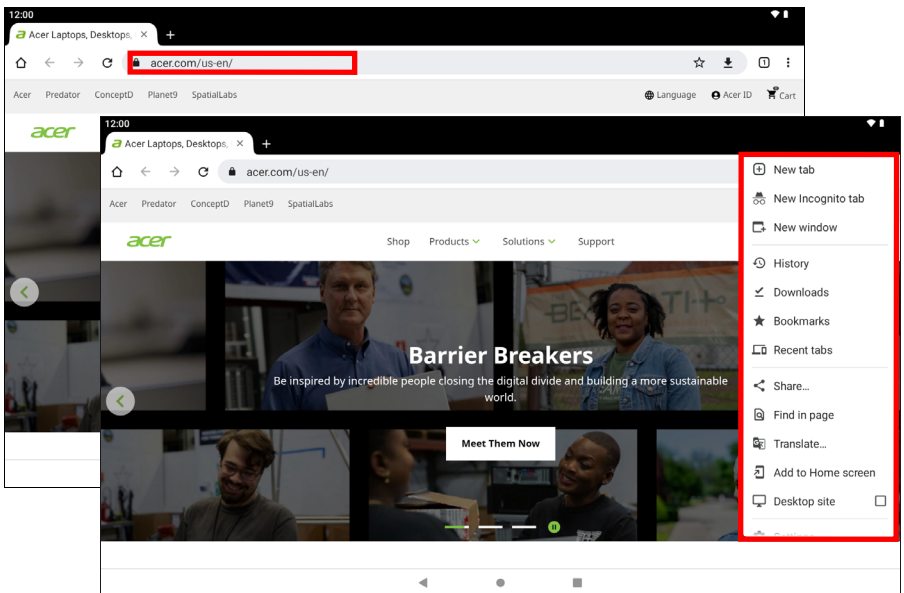 12:00
Acer Laptops, Desktops,
acer.com/us-en/
1
Acer Predator ConceptD Planet9 SpatialLabs Language Acer ID 0 Cart
acer
12:00
Acer Laptops, Desktops,
acer.com/us-en/
Acer Predator ConceptD Planet9 SpatialLabs
acer Shop Products Solutions Support
Barrier Breakers
Be inspired by incredible people closing the digital divide and building a more sustainable
world.
Meet Them Now
New tab
New Incognito tab
New window
History
Downloads
Bookmarks
Recent tabs
Share...
Find in page
Translate...
Add to Home screen
Desktop site
Settings